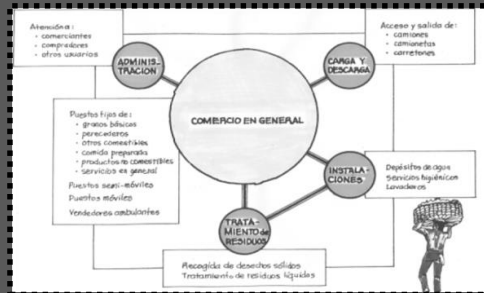 Atención a:
• comerciantes
• compradores
• otros usuarios
ADMINIS-
TRACION
Acceso y salida de:
• camiones
• camionetas
• carretones
CARGA Y
DESCARGA
COMERCIO EN GENERAL
Puestos fijos de:
• granos básicos
• perecederos
• otros comestibles
• comida preparada
• productos no comestibles
• servicios en general
Puestos semi-móviles
Puestos móviles
Vendedores ambulantes
INSTALA-
CIONES
Depósitos de agua
Servicios higiénicos
Lavaderos
TRATA-
MIENTO de
RESIDUOS
Recogida de desechos sólidos
Tratamiento de residuos líquidos